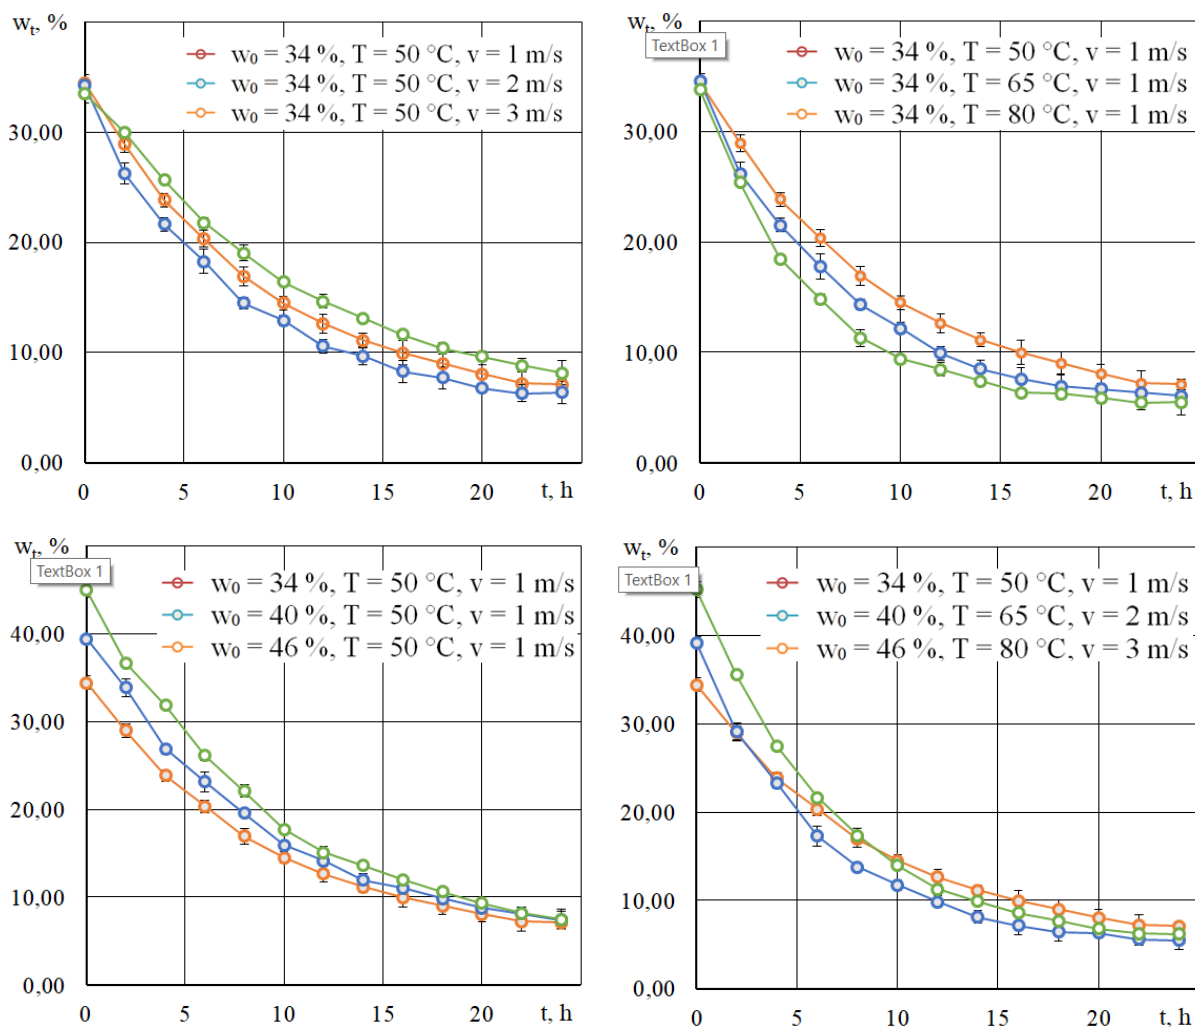 wₜ, %
w₀ = 34 %, T = 50 °C, v = 1 m/s
w₀ = 34 %, T = 50 °C, v = 2 m/s
w₀ = 34 %, T = 50 °C, v = 3 m/s
30,00
20,00
10,00
0,00
0 5 10 15 20 t, h
wₜ, %
TextBox 1
w₀ = 34 %, T = 50 °C, v = 1 m/s
w₀ = 34 %, T = 65 °C, v = 1 m/s
w₀ = 34 %, T = 80 °C, v = 1 m/s
30,00
20,00
10,00
0,00
0 5 10 15 20 t, h
wₜ, %
TextBox 1
w₀ = 34 %, T = 50 °C, v = 1 m/s
w₀ = 40 %, T = 50 °C, v = 1 m/s
w₀ = 46 %, T = 50 °C, v = 1 m/s
40,00
30,00
20,00
10,00
0,00
0 5 10 15 20 t, h
wₜ, %
TextBox 1
w₀ = 34 %, T = 50 °C, v = 1 m/s
w₀ = 40 %, T = 65 °C, v = 2 m/s
w₀ = 46 %, T = 80 °C, v = 3 m/s
40,00
30,00
20,00
10,00
0,00
0 5 10 15 20 t, h